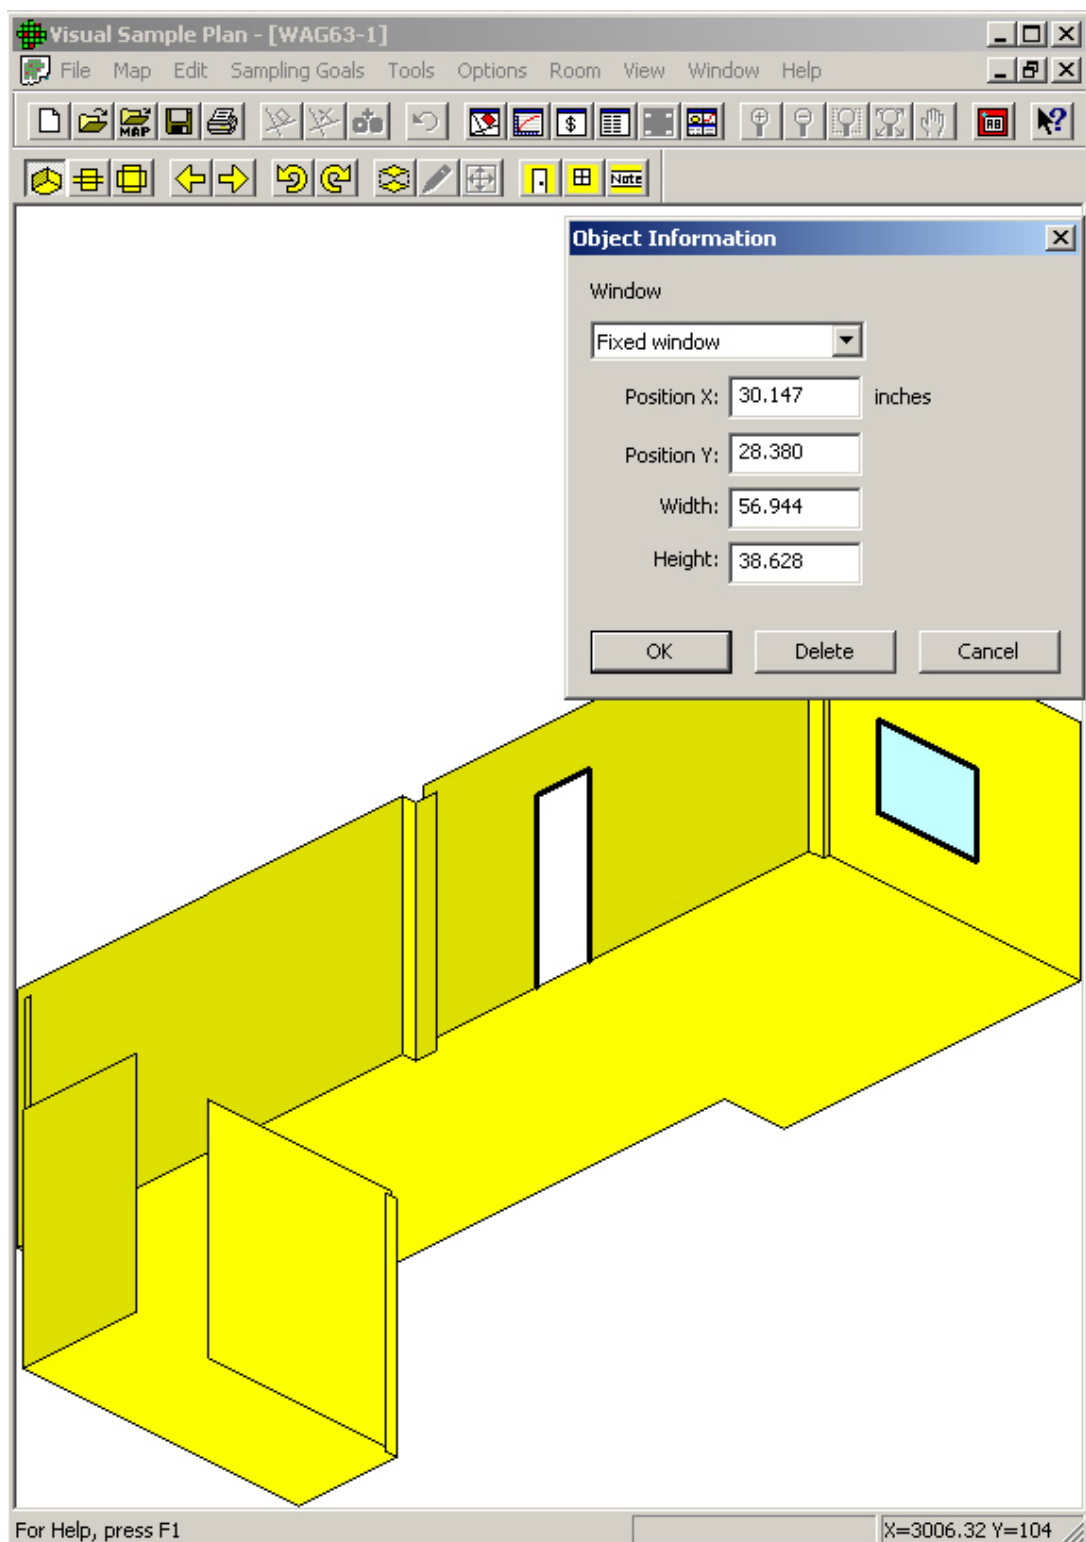 Visual Sample Plan - [WAG63-1]
File Map Edit Sampling Goals Tools Options Room View Window Help
MAP $ AB ?
Note
Object Information
Window
Fixed window
Position X: 30.147 inches
Position Y: 28.380
Width: 56.944
Height: 38.628
OK Delete Cancel
For Help, press F1 X=3006.32 Y=104